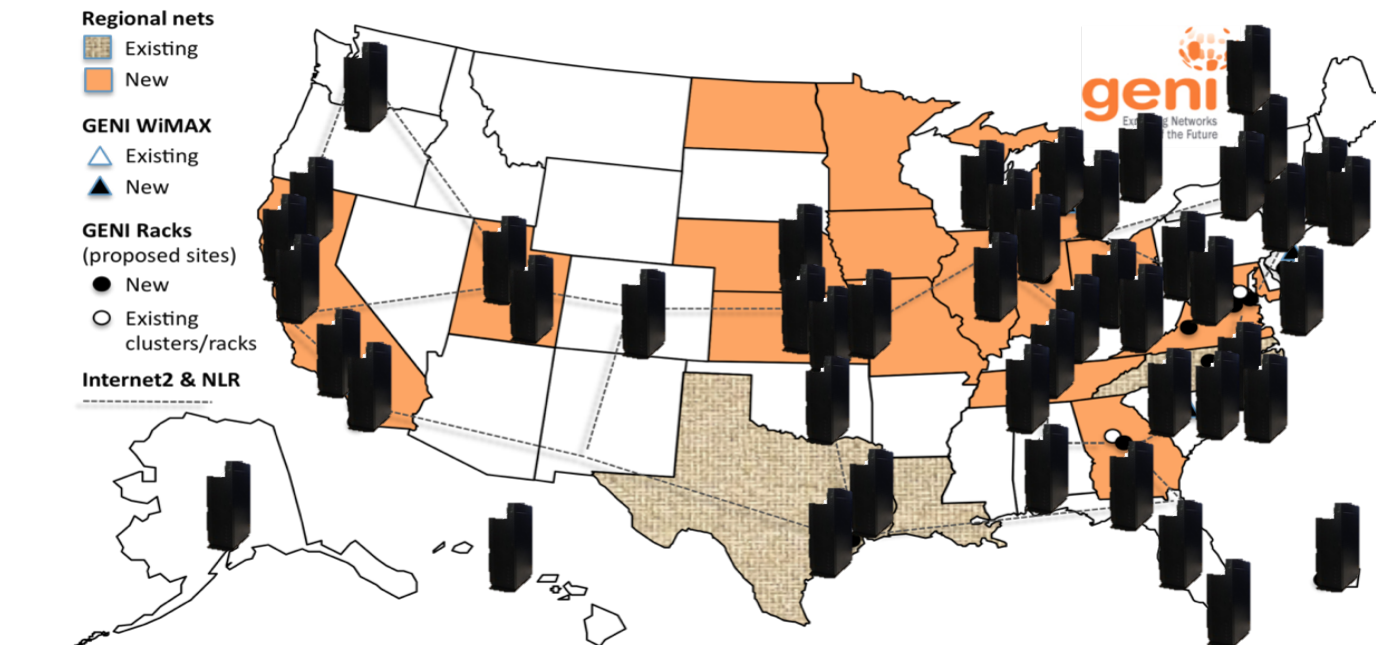 Regional nets
Existing
New
GENI WiMAX
Existing
New
GENI Racks
(proposed sites)
New
Existing
clusters/racks
Internet2 & NLR
geni
Networks
the Future